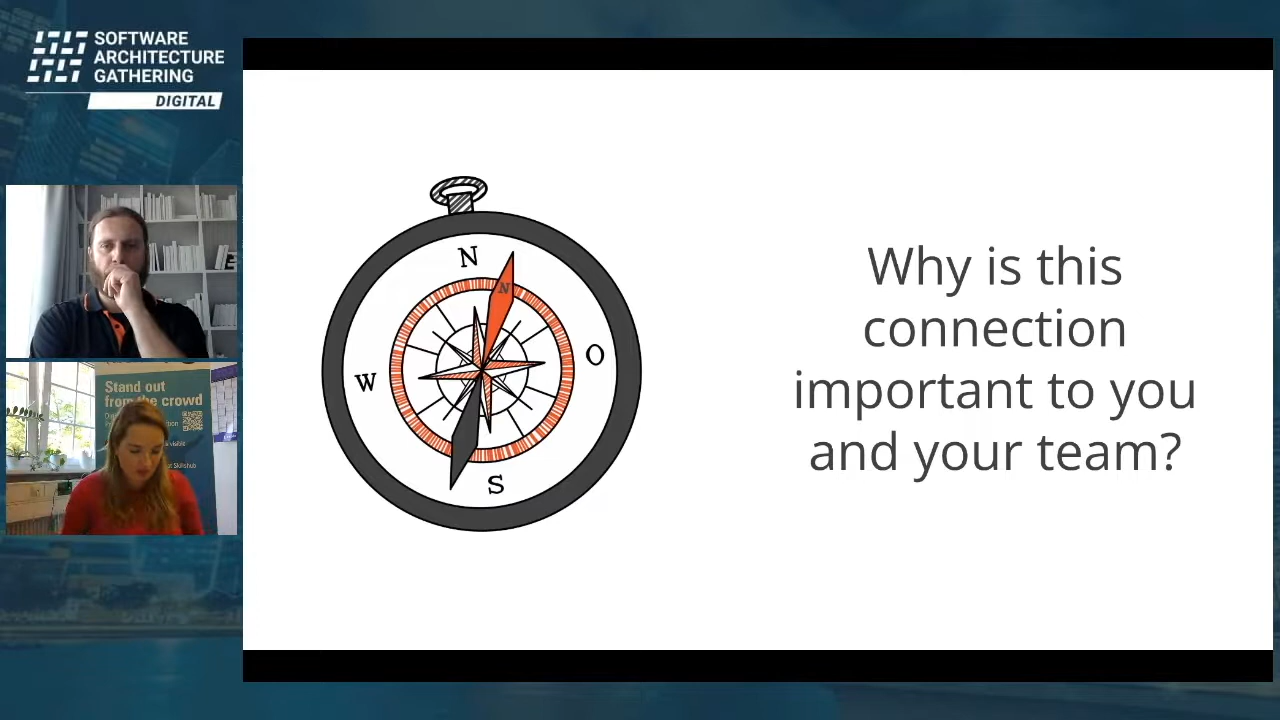 SOFTWARE
ARCHITECTURE
GATHERING
DIGITAL
Stand out
from the crowd
Skillshub
N
N
O
W
S
Why is this
connection
important to you
and your team?